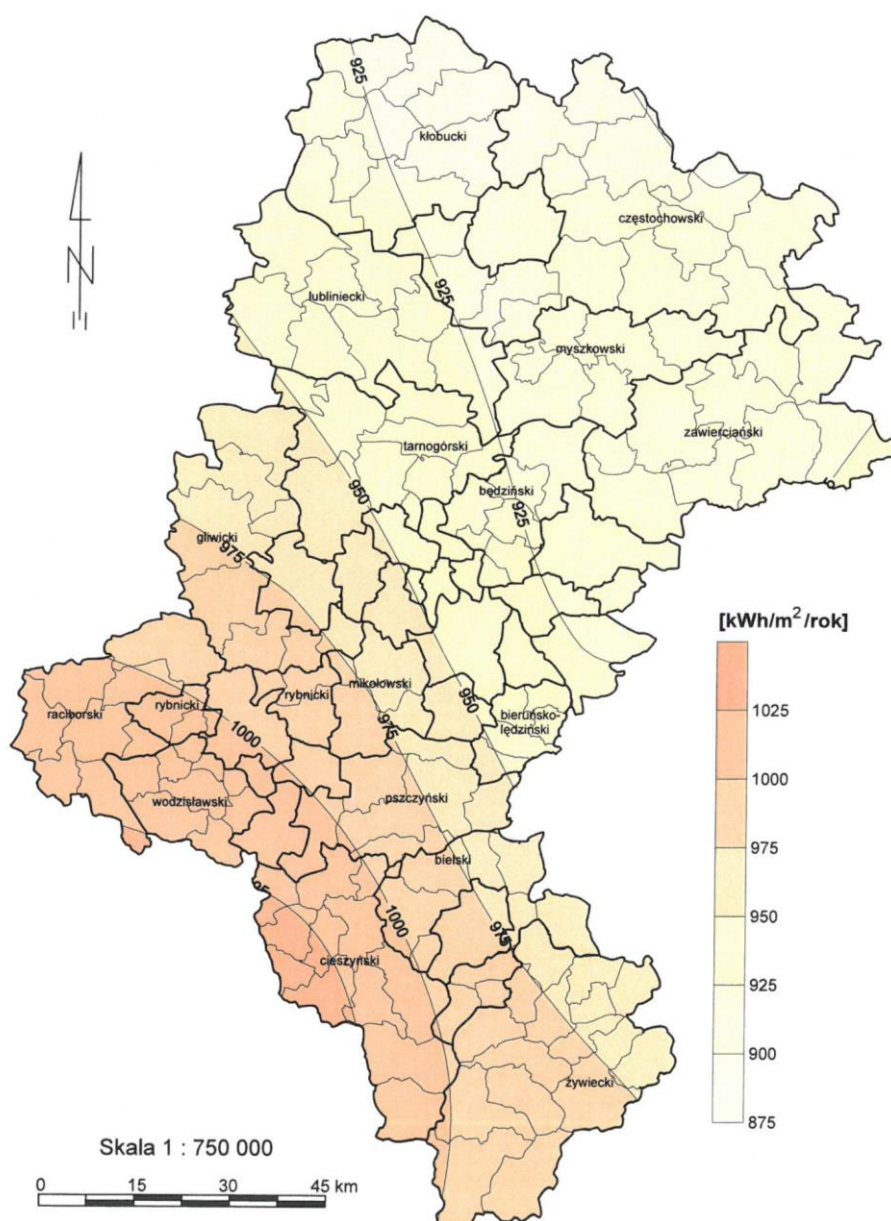 925
kłobucki
częstochowski
lubliniecki
925
myszkowski
tarnogórski
zawierciański
950
będziński
925
gliwicki
975
[kWh/m²/rok]
mikołowski
rybnicki
rybnicki
raciborski
950
bieruńsko-
lędziński
975
1000
1025
1000
975
950
925
900
875
wodzisławski
pszczyński
bielski
1000
975
cieszyński
żywiecki
Skala 1 : 750 000
0 15 30 45 km
N